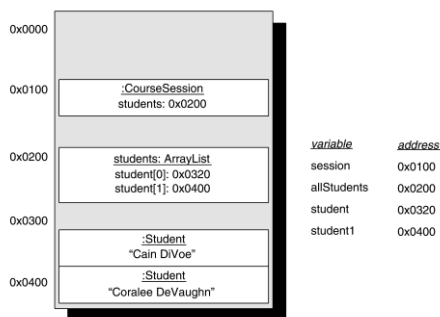 0x0000
0x0100
:CourseSession
students: 0x0200
0x0200
students: ArrayList
student[0]: 0x0320
student[1]: 0x0400
0x0300
:Student
"Cain DiVoe"
0x0400
:Student
"Coralee DeVaughn"
variable address
session 0x0100
allStudents 0x0200
student 0x0320
student1 0x0400